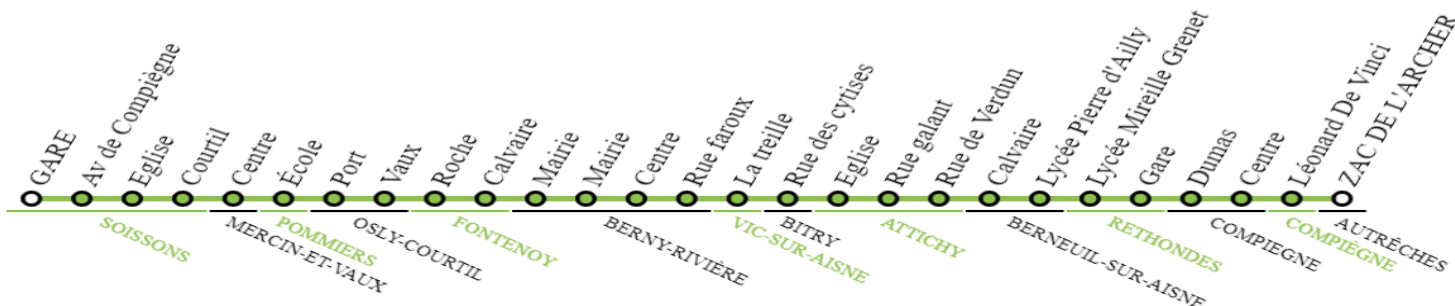 GARE
Av de Compiègne
Eglise
Courtil
Centre
École
Port
Vaux
Roche
Calvaire
Mairie
Mairie
Centre
Rue faroux
La treille
Rue des cytises
Eglise
Rue galant
Rue de Verdun
Calvaire
Lycée Pierre d'Ailly
Lycée Mireille Grenet
Gare
Dumas
Centre
Léonard De Vinci
ZAC DE L'ARCHER
SOISSONS
MERCIN-ET-VAUX
POMMIERS
OSLY-COURTIL
FONTENOY
BERNY-RIVIÈRE
VIC-SUR-AISNE
BITRY
ATTICHY
BERNEUIL-SUR-AISNE
RETHONDES
COMPIEGNE
COMPIÈGNE
AUTRÊCHES